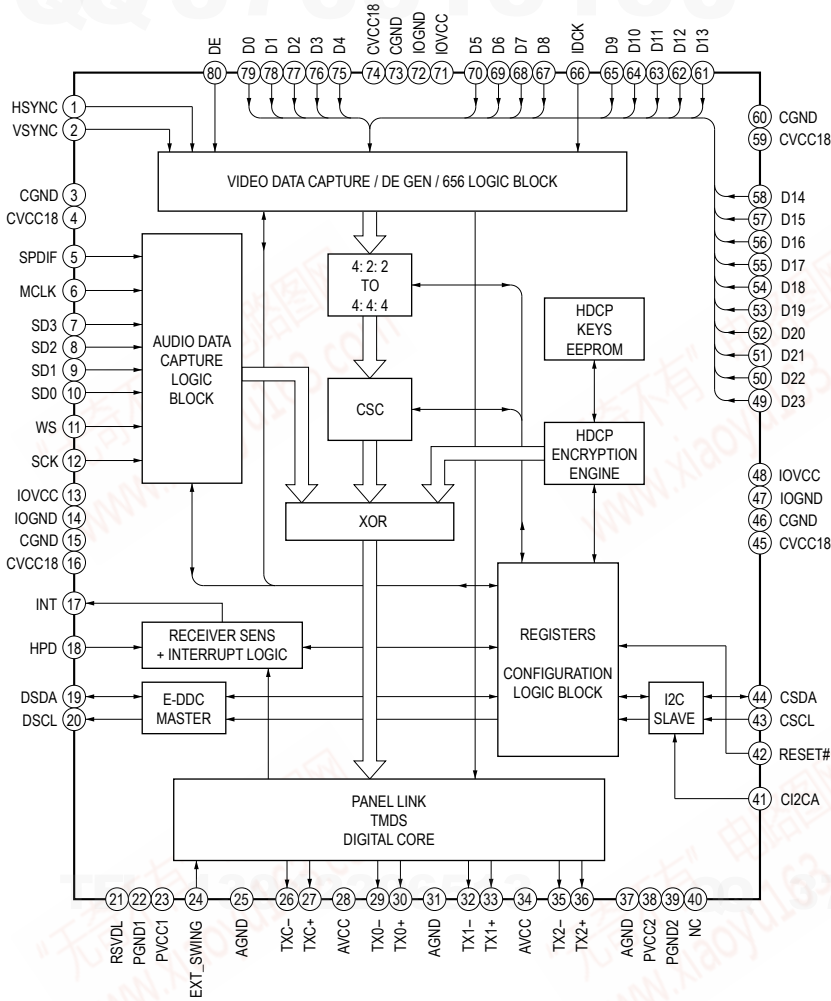 DE
D0
D1
D2
D3
D4
CVCC18
CGND
IOGND
IOVCC
D5
D6
D7
D8
IDCK
D9
D10
D11
D12
D13
80
79
78
77
76
75
74
73
72
71
70
69
68
67
66
65
64
63
62
61
HSYNC 1
VSYNC 2
CGND 3
CVCC18 4
SPDIF 5
MCLK 6
SD3 7
SD2 8
SD1 9
SD0 10
WS 11
SCK 12
IOVCC 13
IOGND 14
CGND 15
CVCC18 16
INT 17
HPD 18
DSDA 19
DSCL 20
60 CGND
59 CVCC18
58 D14
57 D15
56 D16
55 D17
54 D18
53 D19
52 D20
51 D21
50 D22
49 D23
48 IOVCC
47 IOGND
46 CGND
45 CVCC18
44 CSDA
43 CSCL
42 RESET#
41 CI2CA
VIDEO DATA CAPTURE / DE GEN / 656 LOGIC BLOCK
4: 2: 2
TO
4: 4: 4
AUDIO DATA
CAPTURE
LOGIC
BLOCK
CSC
HDCP
KEYS
EEPROM
HDCP
ENCRYPTION
ENGINE
XOR
RECEIVER SENS
+ INTERRUPT LOGIC
REGISTERS
CONFIGURATION
LOGIC BLOCK
E-DDC
MASTER
I2C
SLAVE
PANEL LINK
TMDS
DIGITAL CORE
21
22
23
24
25
26
27
28
29
30
31
32
33
34
35
36
37
38
39
40
RSVDL
PGND1
PVCC1
EXT_SWING
AGND
TXC–
TXC+
AVCC
TX0–
TX0+
AGND
TX1–
TX1+
AVCC
TX2–
TX2+
AGND
PVCC2
PGND2
NC